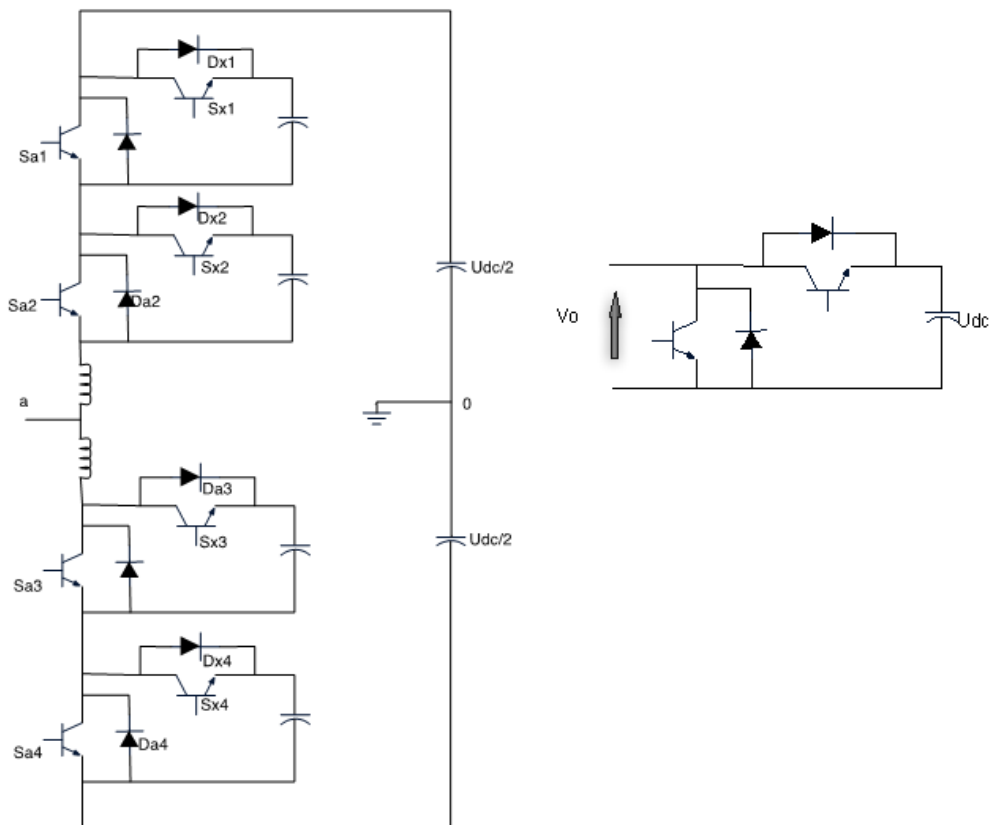 Dx1
Sx1
Sa1
Dx2
Sx2
Sa2
Da2
Udc/2
a
0
Da3
Sx3
Sa3
Udc/2
Dx4
Sx4
Sa4
Da4
Vo
Udc